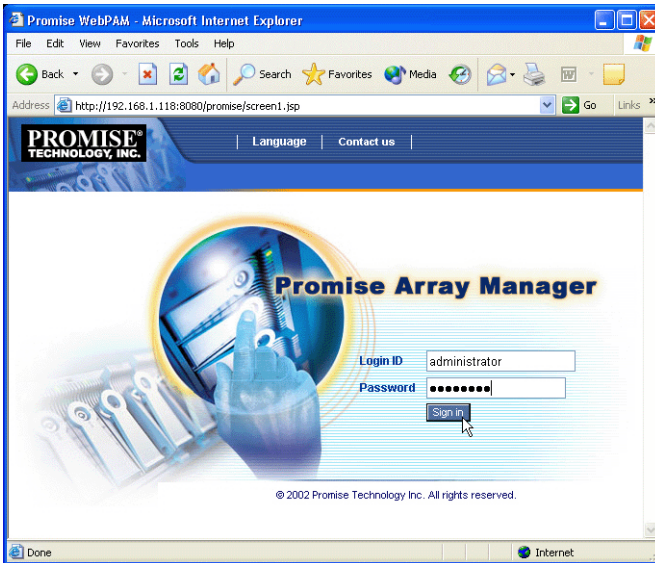 Promise WebPAM - Microsoft Internet Explorer
File Edit View Favorites Tools Help
Back Search Favorites Media
Address http://192.168.1.118:8080/promise/screen1.jsp Go Links »
PROMISE®
TECHNOLOGY, INC.
| Language | Contact us |
Promise Array Manager
Login ID administrator
Password ●●●●●●●●
Sign in
© 2002 Promise Technology Inc. All rights reserved.
Done Internet